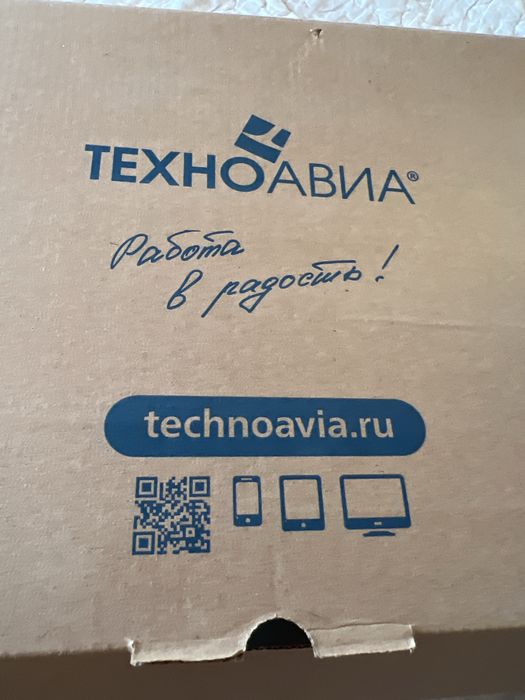 ТЕХНОАВИА®
Работа
в радость!
technoavia.ru